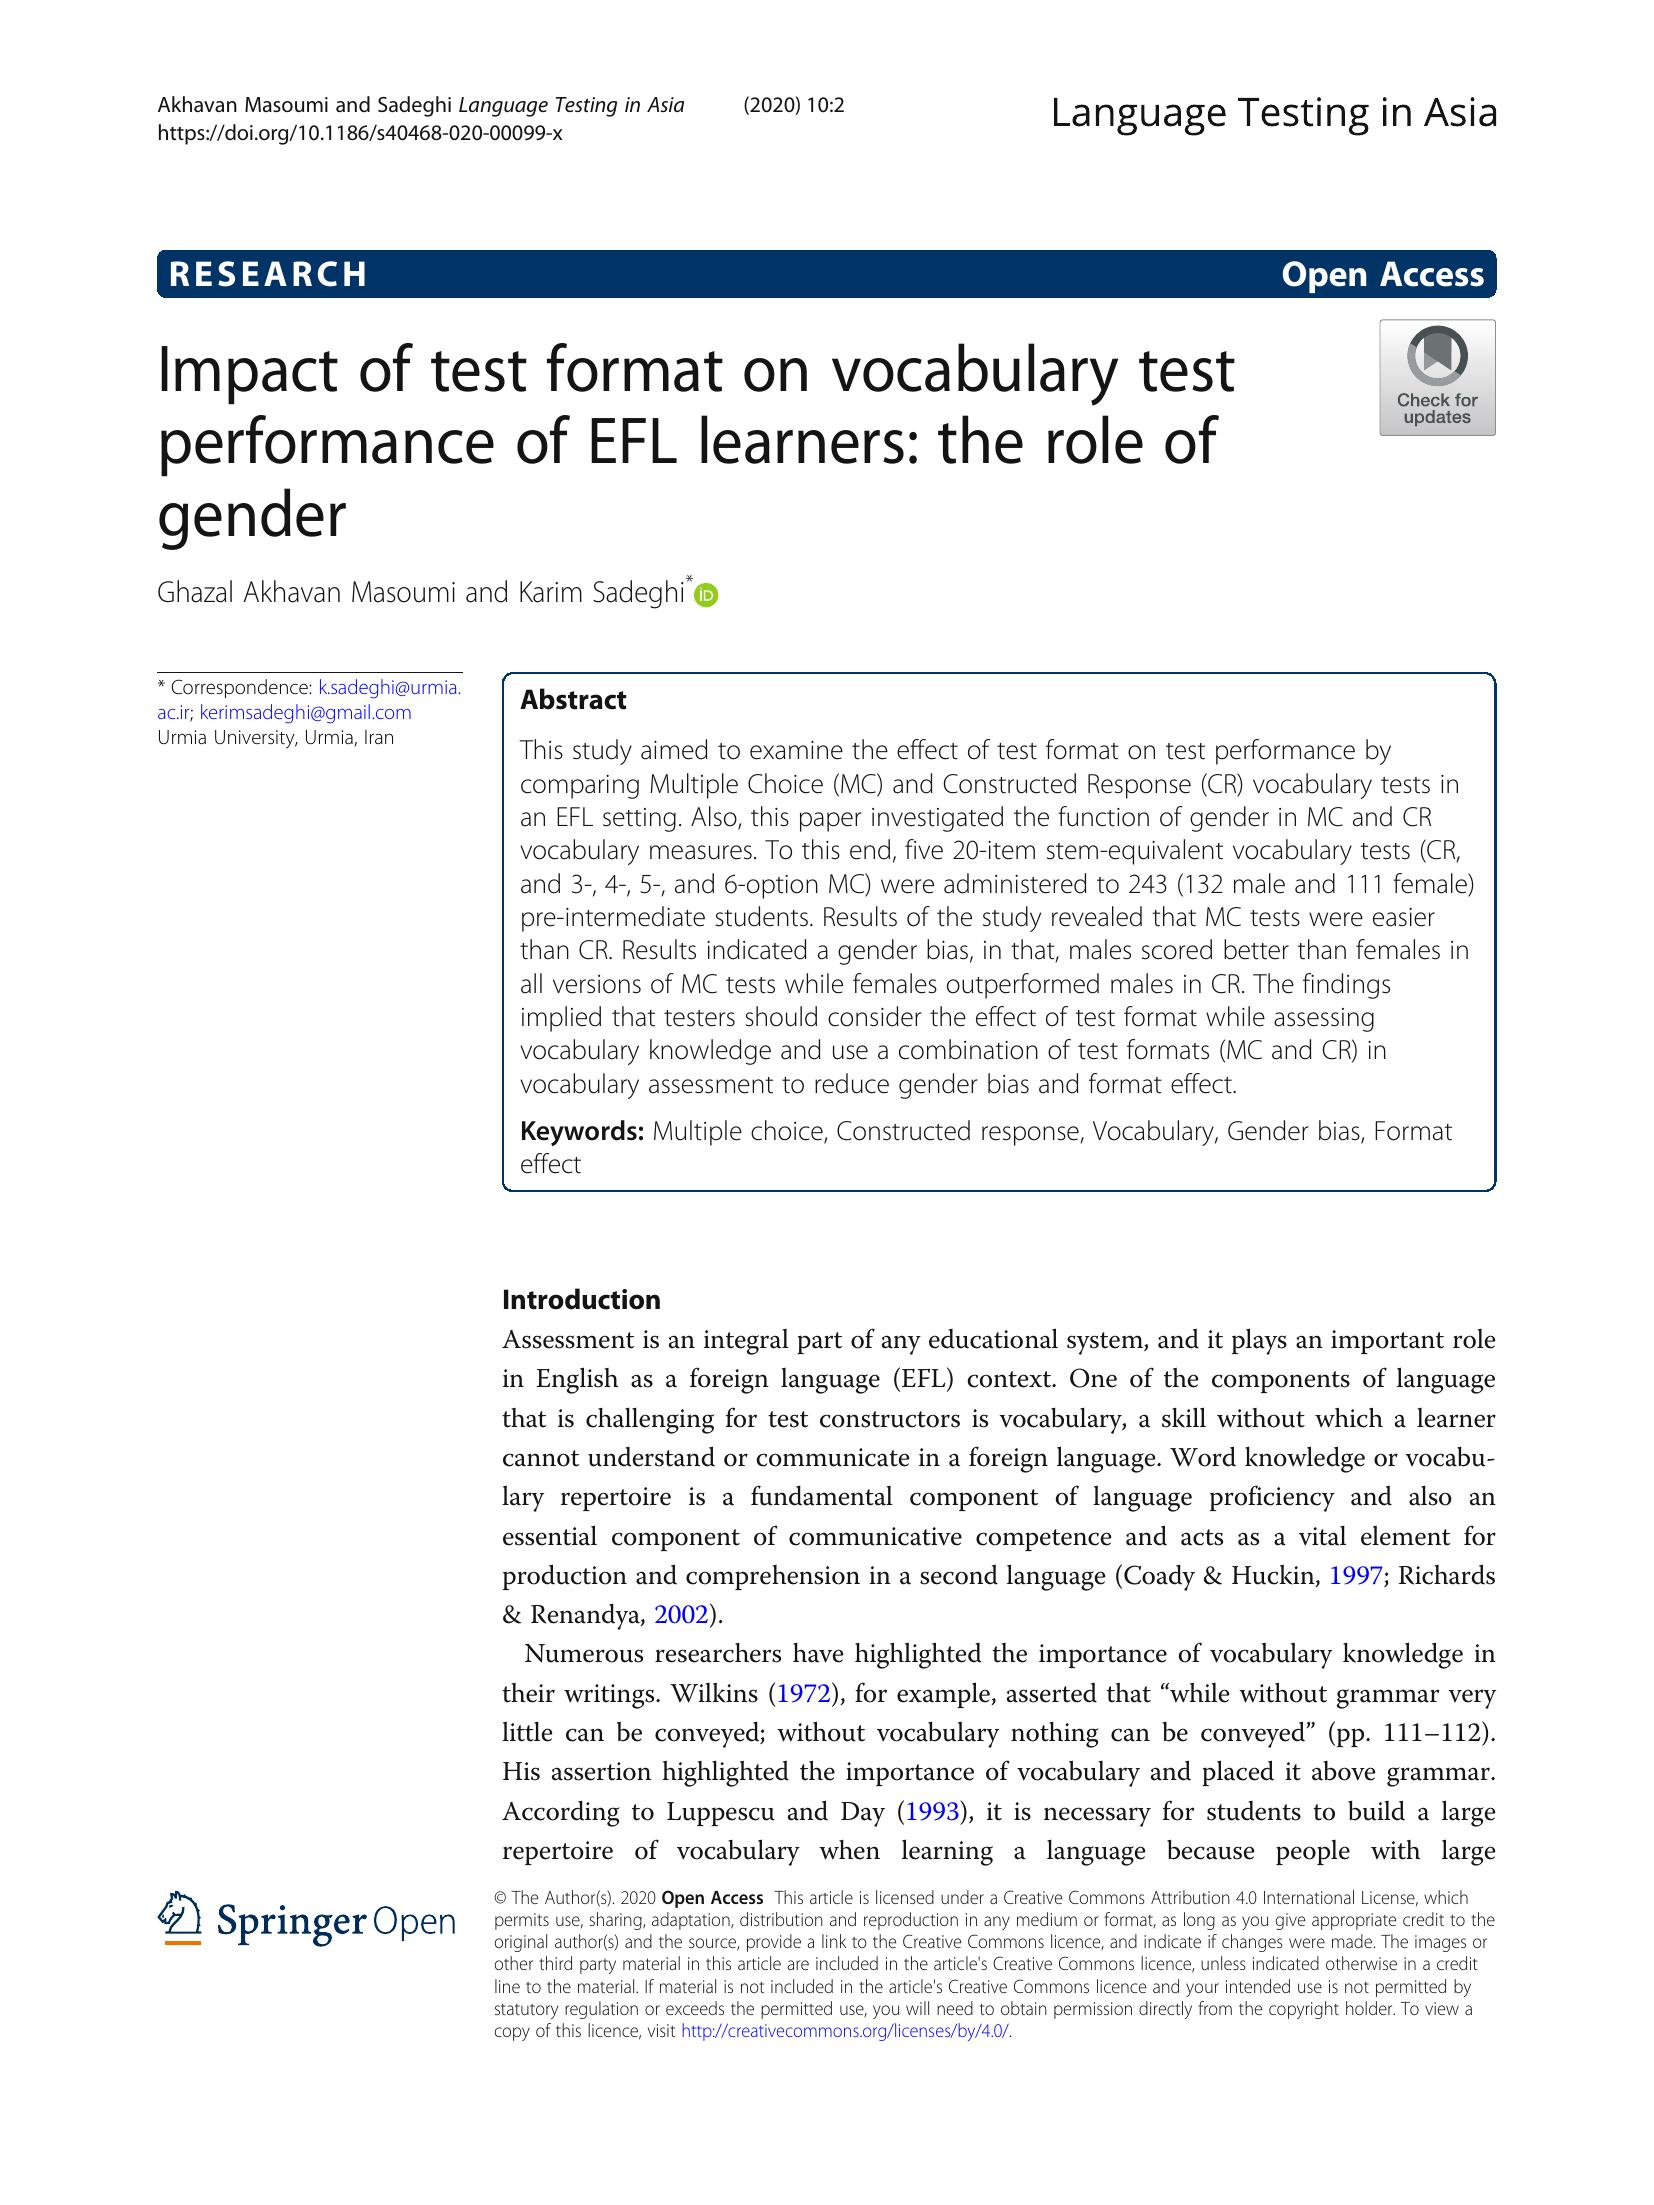 Akhavan Masoumi and Sadeghi Language Testing in Asia (2020) 10:2
https://doi.org/10.1186/s40468-020-00099-x
Language Testing in Asia
RESEARCH Open Access
Impact of test format on vocabulary test
performance of EFL learners: the role of
gender
Check for
updates
Ghazal Akhavan Masoumi and Karim Sadeghi* iD
* Correspondence: k.sadeghi@urmia.
ac.ir; kerimsadeghi@gmail.com
Urmia University, Urmia, Iran
Abstract
This study aimed to examine the effect of test format on test performance by
comparing Multiple Choice (MC) and Constructed Response (CR) vocabulary tests in
an EFL setting. Also, this paper investigated the function of gender in MC and CR
vocabulary measures. To this end, five 20-item stem-equivalent vocabulary tests (CR,
and 3-, 4-, 5-, and 6-option MC) were administered to 243 (132 male and 111 female)
pre-intermediate students. Results of the study revealed that MC tests were easier
than CR. Results indicated a gender bias, in that, males scored better than females in
all versions of MC tests while females outperformed males in CR. The findings
implied that testers should consider the effect of test format while assessing
vocabulary knowledge and use a combination of test formats (MC and CR) in
vocabulary assessment to reduce gender bias and format effect.
Keywords: Multiple choice, Constructed response, Vocabulary, Gender bias, Format
effect
Introduction
Assessment is an integral part of any educational system, and it plays an important role
in English as a foreign language (EFL) context. One of the components of language
that is challenging for test constructors is vocabulary, a skill without which a learner
cannot understand or communicate in a foreign language. Word knowledge or vocabu-
lary repertoire is a fundamental component of language proficiency and also an
essential component of communicative competence and acts as a vital element for
production and comprehension in a second language (Coady & Huckin, 1997; Richards
& Renandya, 2002).
Numerous researchers have highlighted the importance of vocabulary knowledge in
their writings. Wilkins (1972), for example, asserted that “while without grammar very
little can be conveyed; without vocabulary nothing can be conveyed” (pp. 111–112).
His assertion highlighted the importance of vocabulary and placed it above grammar.
According to Luppescu and Day (1993), it is necessary for students to build a large
repertoire of vocabulary when learning a language because people with large
Springer Open
© The Author(s). 2020 Open Access This article is licensed under a Creative Commons Attribution 4.0 International License, which
permits use, sharing, adaptation, distribution and reproduction in any medium or format, as long as you give appropriate credit to the
original author(s) and the source, provide a link to the Creative Commons licence, and indicate if changes were made. The images or
other third party material in this article are included in the article's Creative Commons licence, unless indicated otherwise in a credit
line to the material. If material is not included in the article's Creative Commons licence and your intended use is not permitted by
statutory regulation or exceeds the permitted use, you will need to obtain permission directly from the copyright holder. To view a
copy of this licence, visit http://creativecommons.org/licenses/by/4.0/.